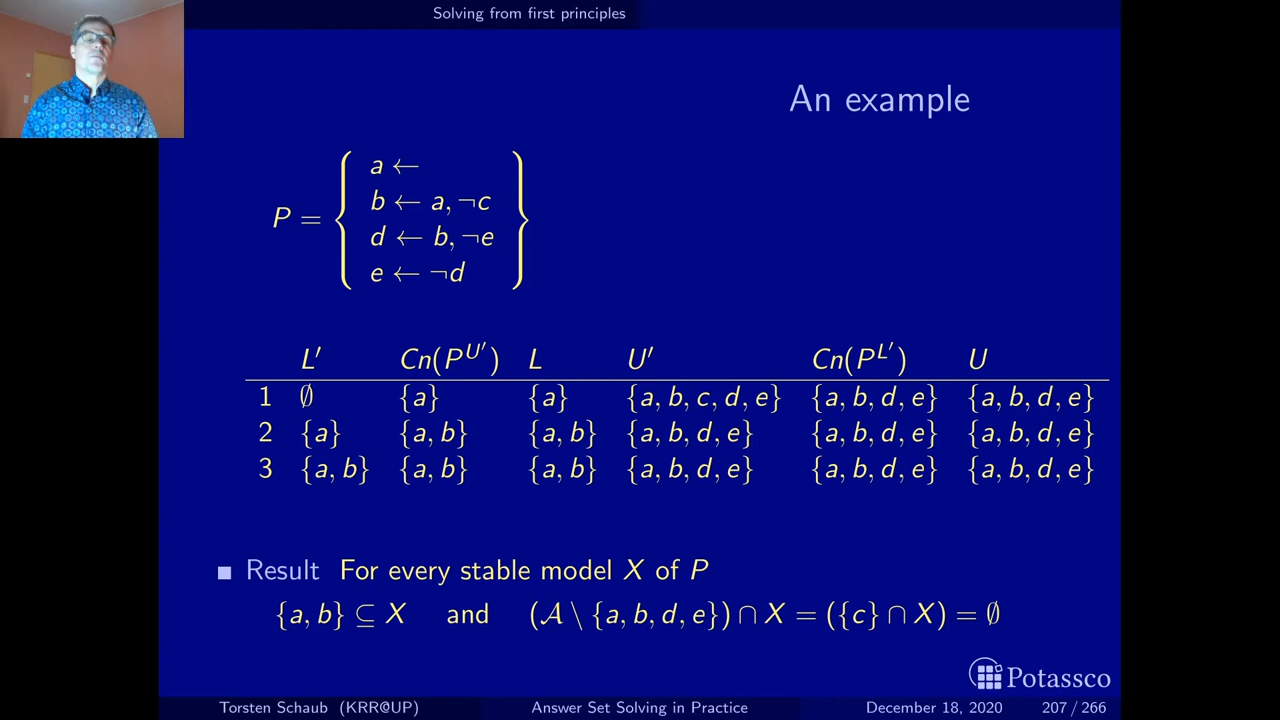 Solving from first principles
An example
P = { a ←
b ← a, ¬c
d ← b, ¬e
e ← ¬d }
L′ Cn(P^U′) L U′ Cn(P^L′) U
1 ∅ {a} {a} {a, b, c, d, e} {a, b, d, e} {a, b, d, e}
2 {a} {a, b} {a, b} {a, b, d, e} {a, b, d, e} {a, b, d, e}
3 {a, b} {a, b} {a, b} {a, b, d, e} {a, b, d, e} {a, b, d, e}
■ Result For every stable model X of P
{a, b} ⊆ X and (𝒜 \ {a, b, d, e}) ∩ X = ({c} ∩ X) = ∅
Potassco
Torsten Schaub (KRR@UP) Answer Set Solving in Practice December 18, 2020 207 / 266